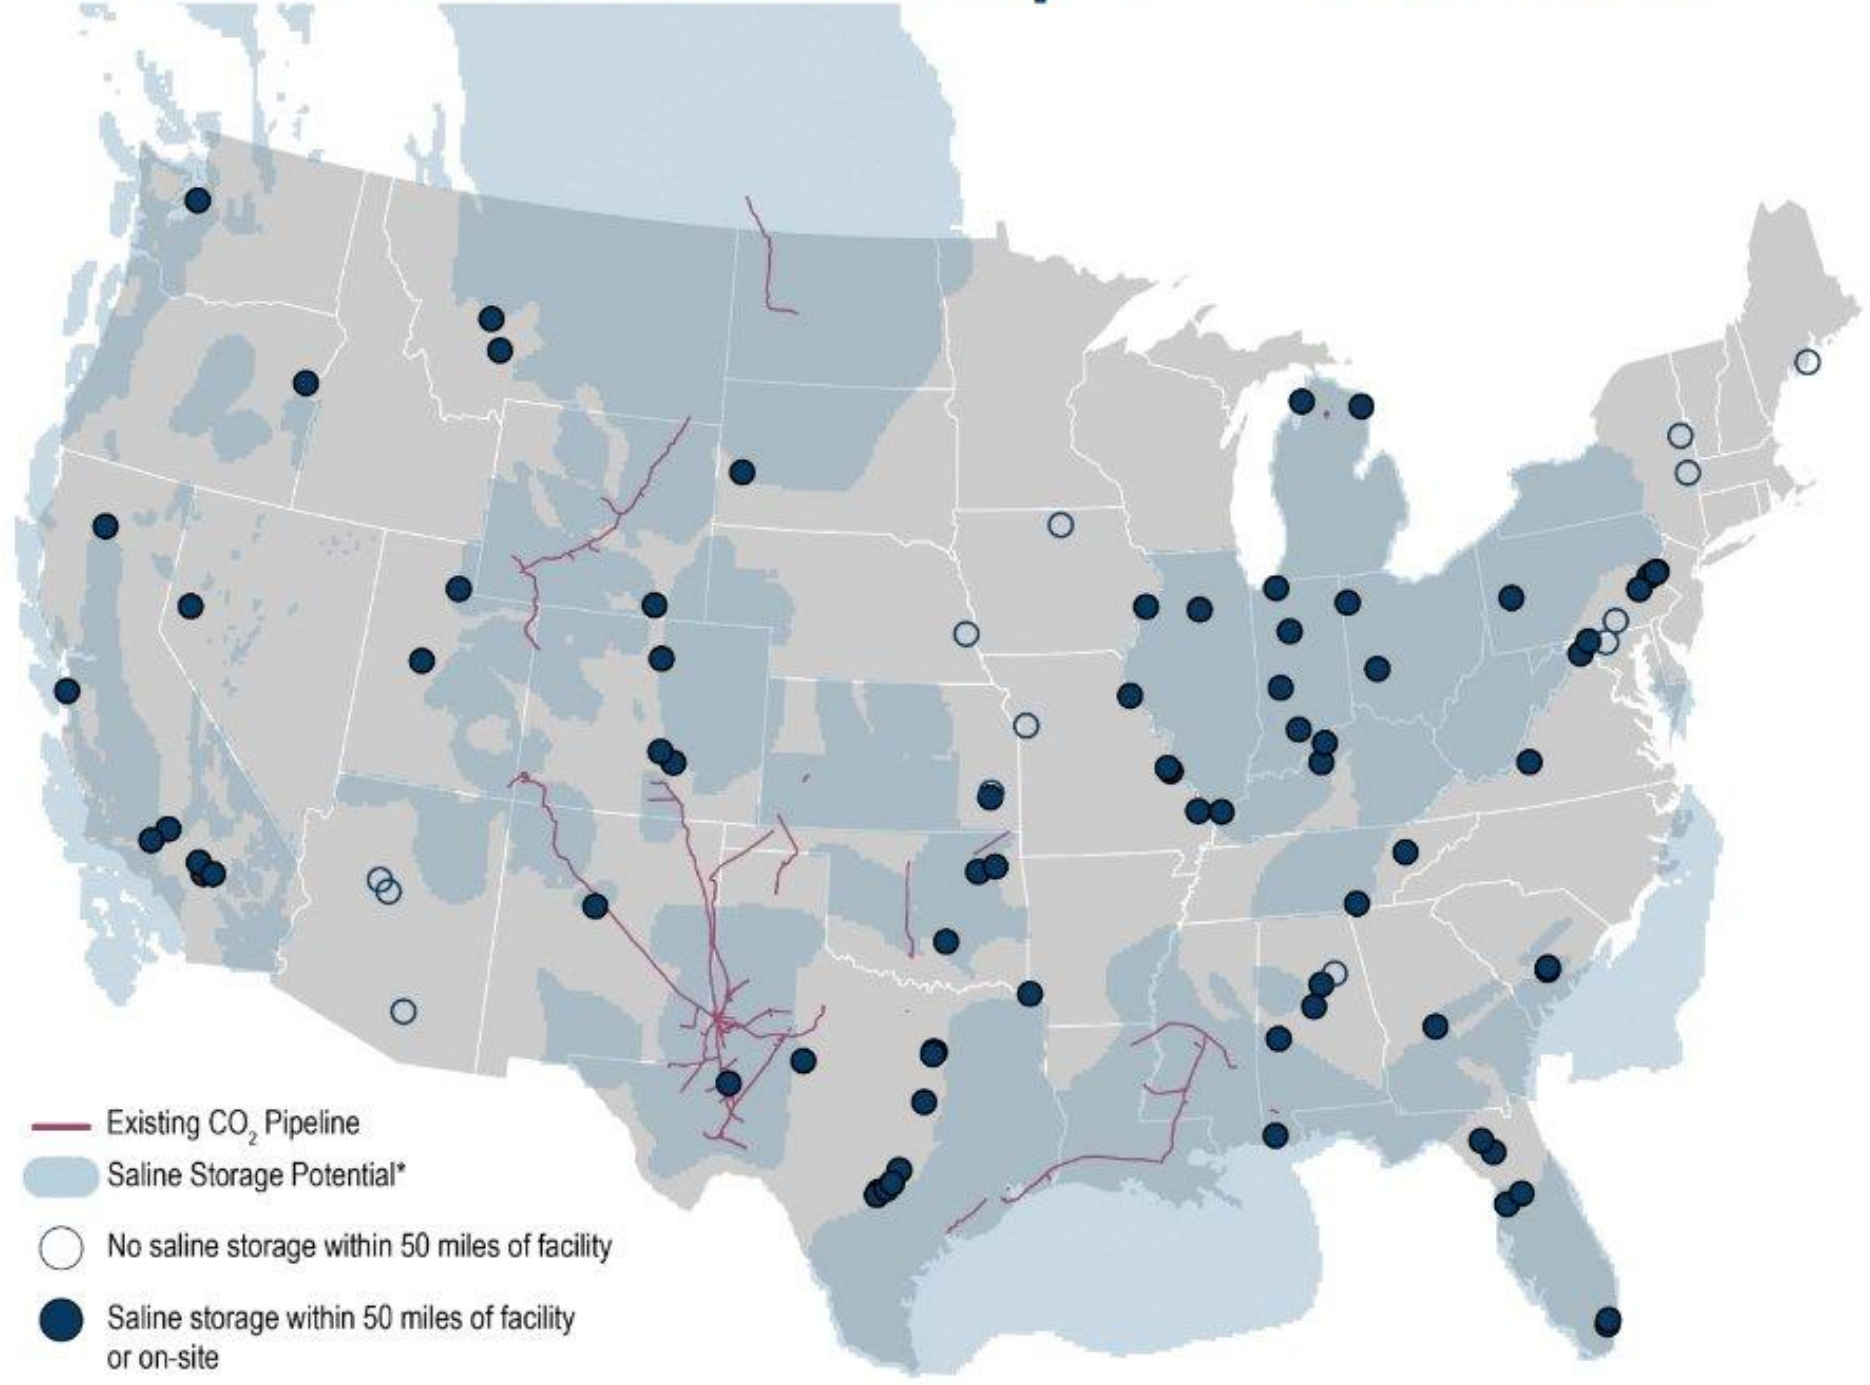 Existing CO₂ Pipeline
Saline Storage Potential*
No saline storage within 50 miles of facility
Saline storage within 50 miles of facility
or on-site